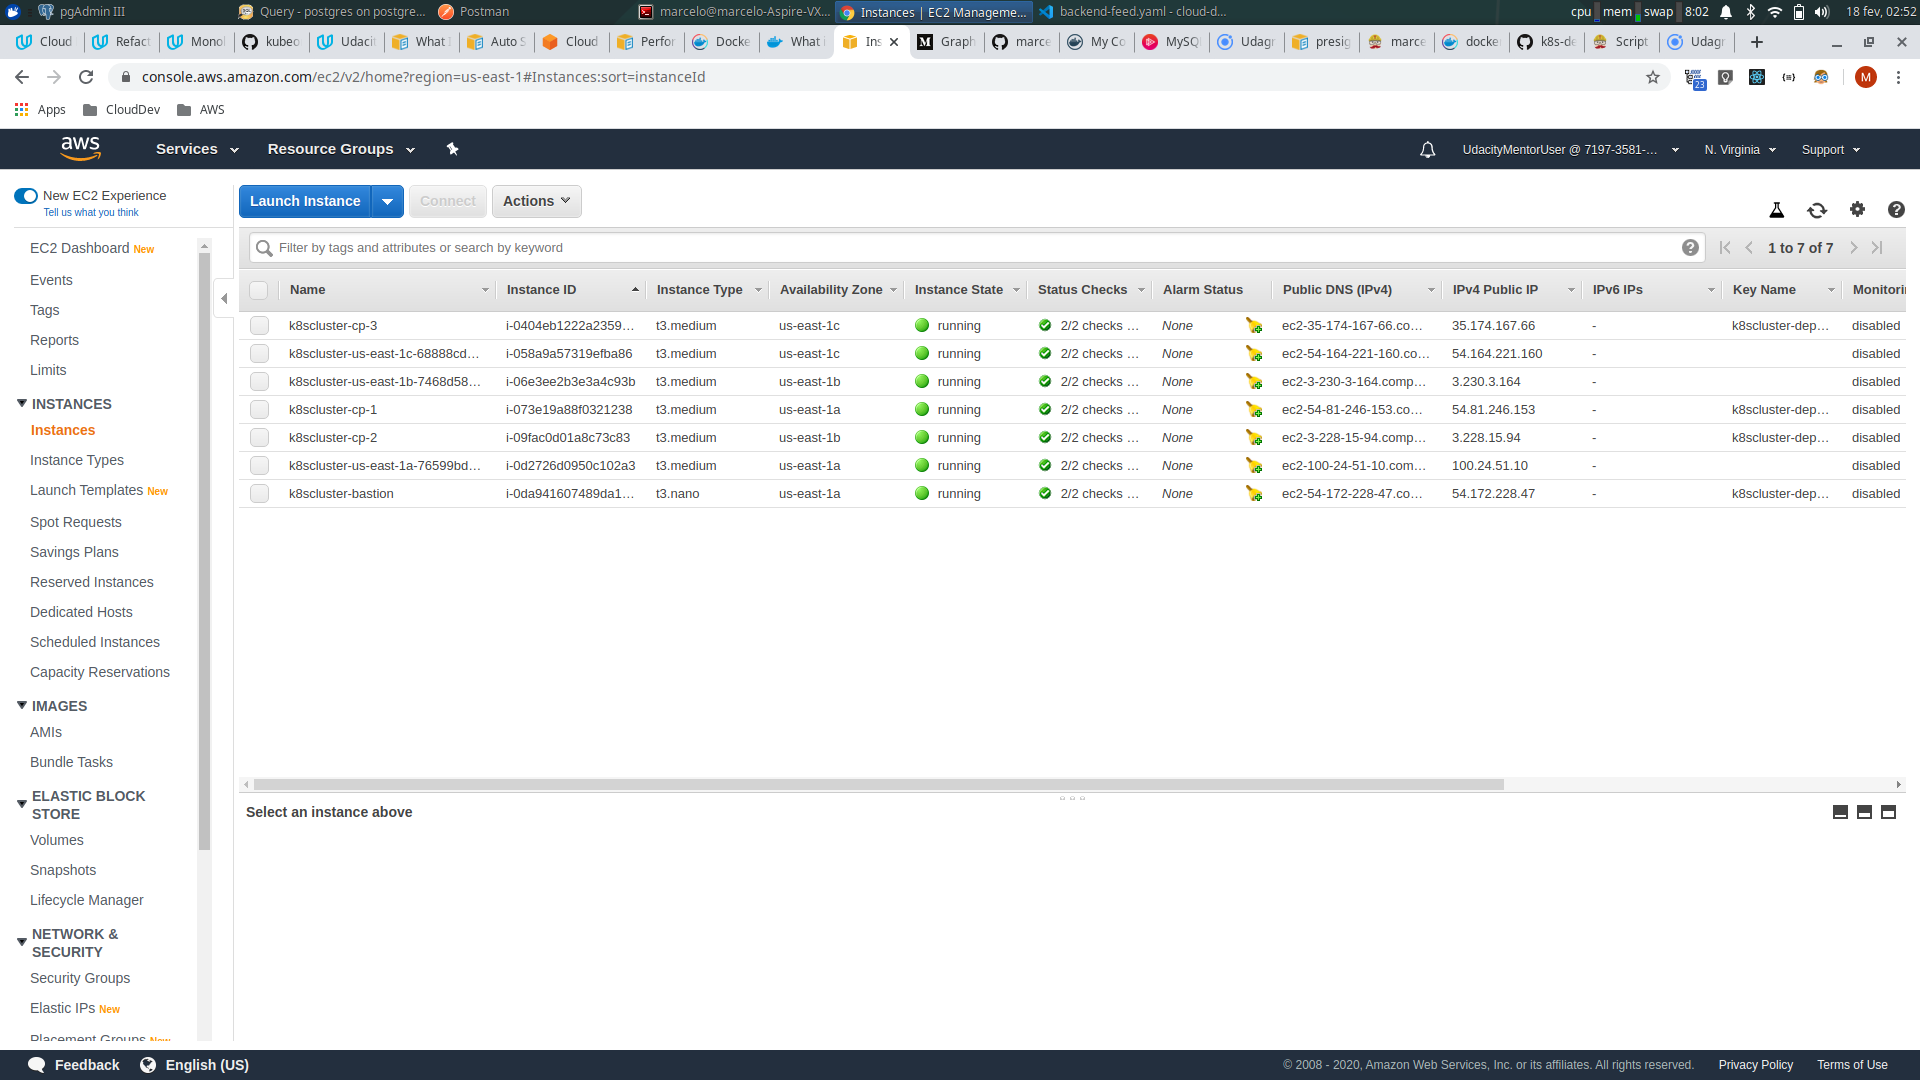 pgAdmin III
Query - postgres on postgre...
Postman
marcelo@marcelo-Aspire-VX...
Instances | EC2 Manageme...
backend-feed.yaml - cloud-d...
cpu mem swap 8:02
18 fev, 02:52
Cloud
Refact
Monol
kubeo
Udacit
What I
Auto S
Cloud
Perfor
Docke
What i
Ins
Graph
marce
My Co
MySQ
Udagr
presig
marce
docke
k8s-de
Script
Udagr
console.aws.amazon.com/ec2/v2/home?region=us-east-1#Instances:sort=instanceId
23
M
Apps CloudDev AWS
aws Services Resource Groups UdacityMentorUser @ 7197-3581-... N. Virginia Support
New EC2 Experience
Tell us what you think
EC2 Dashboard New
Events
Tags
Reports
Limits
INSTANCES
Instances
Instance Types
Launch Templates New
Spot Requests
Savings Plans
Reserved Instances
Dedicated Hosts
Scheduled Instances
Capacity Reservations
IMAGES
AMIs
Bundle Tasks
ELASTIC BLOCK
STORE
Volumes
Snapshots
Lifecycle Manager
NETWORK &
SECURITY
Security Groups
Elastic IPs New
Placement Groups New
Launch Instance Connect Actions
Filter by tags and attributes or search by keyword
1 to 7 of 7
Name Instance ID Instance Type Availability Zone Instance State Status Checks Alarm Status Public DNS (IPv4) IPv4 Public IP IPv6 IPs Key Name Monitorin
k8scluster-cp-3 i-0404eb1222a2359... t3.medium us-east-1c running 2/2 checks ... None ec2-35-174-167-66.co... 35.174.167.66 - k8scluster-dep... disabled
k8scluster-us-east-1c-68888cd... i-058a9a57319efba86 t3.medium us-east-1c running 2/2 checks ... None ec2-54-164-221-160.co... 54.164.221.160 - disabled
k8scluster-us-east-1b-7468d58... i-06e3ee2b3e3a4c93b t3.medium us-east-1b running 2/2 checks ... None ec2-3-230-3-164.comp... 3.230.3.164 - disabled
k8scluster-cp-1 i-073e19a88f0321238 t3.medium us-east-1a running 2/2 checks ... None ec2-54-81-246-153.co... 54.81.246.153 - k8scluster-dep... disabled
k8scluster-cp-2 i-09fac0d01a8c73c83 t3.medium us-east-1b running 2/2 checks ... None ec2-3-228-15-94.comp... 3.228.15.94 - k8scluster-dep... disabled
k8scluster-us-east-1a-76599bd... i-0d2726d0950c102a3 t3.medium us-east-1a running 2/2 checks ... None ec2-100-24-51-10.com... 100.24.51.10 - disabled
k8scluster-bastion i-0da941607489da1... t3.nano us-east-1a running 2/2 checks ... None ec2-54-172-228-47.co... 54.172.228.47 - k8scluster-dep... disabled
Select an instance above
Feedback English (US)
© 2008 - 2020, Amazon Web Services, Inc. or its affiliates. All rights reserved. Privacy Policy Terms of Use